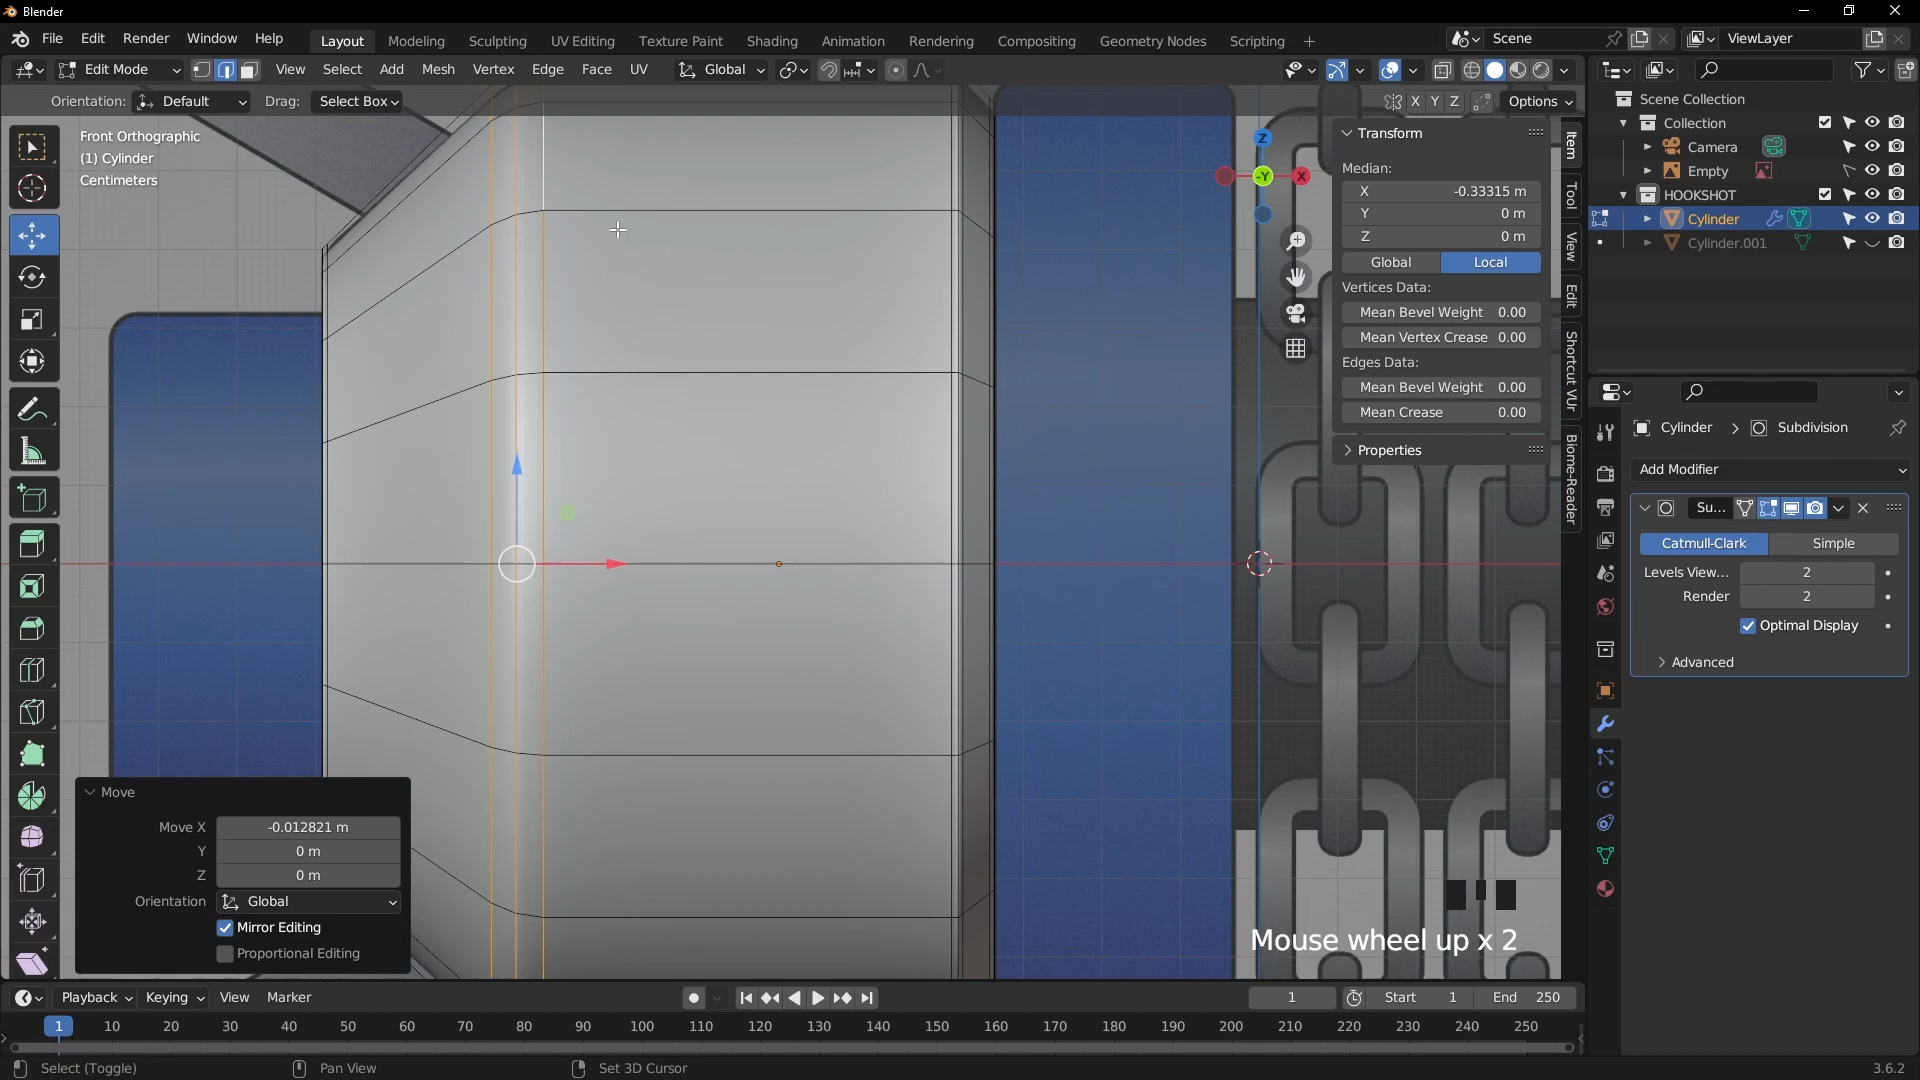 Blender
File Edit Render Window Help Layout Modeling Sculpting UV Editing Texture Paint Shading Animation Rendering Compositing Geometry Nodes Scripting + Scene ViewLayer
Edit Mode View Select Add Mesh Vertex Edge Face UV Global
Orientation: Default Drag: Select Box X Y Z Options
Front Orthographic
(1) Cylinder
Centimeters
Z
-Y X
Transform
Median:
X -0.33315 m
Y 0 m
Z 0 m
Global Local
Vertices Data:
Mean Bevel Weight 0.00
Mean Vertex Crease 0.00
Edges Data:
Mean Bevel Weight 0.00
Mean Crease 0.00
Properties
Item
Tool
View
Edit
Shortcut VUr
Biome-Reader
Scene Collection
Collection
Camera
Empty
HOOKSHOT
Cylinder
Cylinder.001
Cylinder > Subdivision
Add Modifier
Su...
Catmull-Clark Simple
Levels View... 2
Render 2
Optimal Display
Advanced
Move
Move X -0.012821 m
Y 0 m
Z 0 m
Orientation Global
Mirror Editing
Proportional Editing
Mouse wheel up x 2
Playback Keying View Marker 1 Start 1 End 250
1 10 20 30 40 50 60 70 80 90 100 110 120 130 140 150 160 170 180 190 200 210 220 230 240 250
Select (Toggle) Pan View Set 3D Cursor 3.6.2